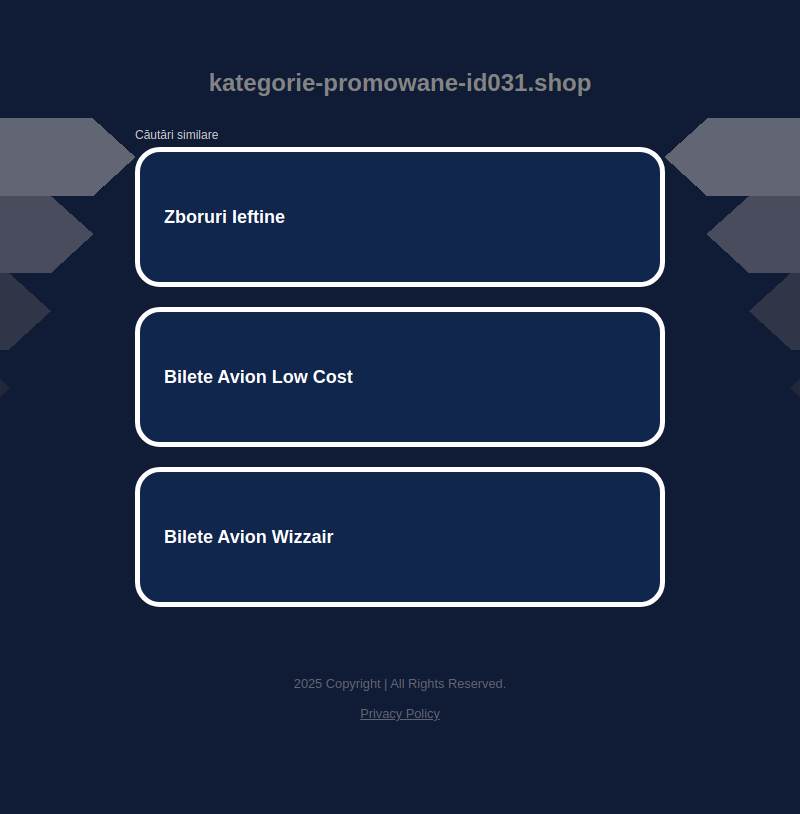 kategorie-promowane-id031.shop
Căutări similare
Zboruri Ieftine
Bilete Avion Low Cost
Bilete Avion Wizzair
2025 Copyright | All Rights Reserved.
Privacy Policy